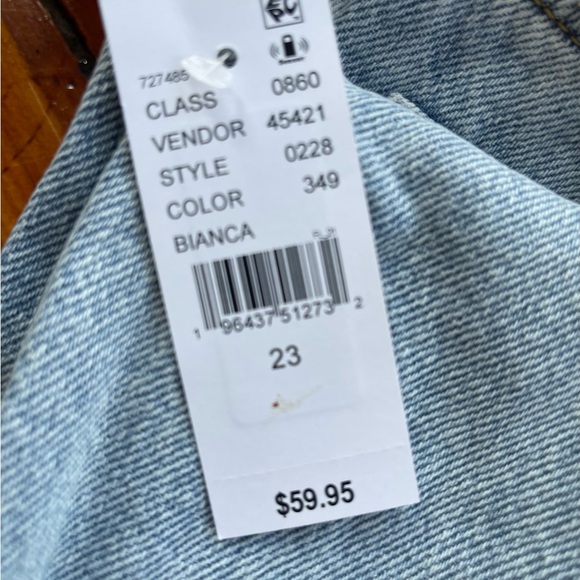 727485
CLASS 0860
VENDOR 45421
STYLE 0228
COLOR 349
BIANCA
1 96437 51273 2
23
$59.95